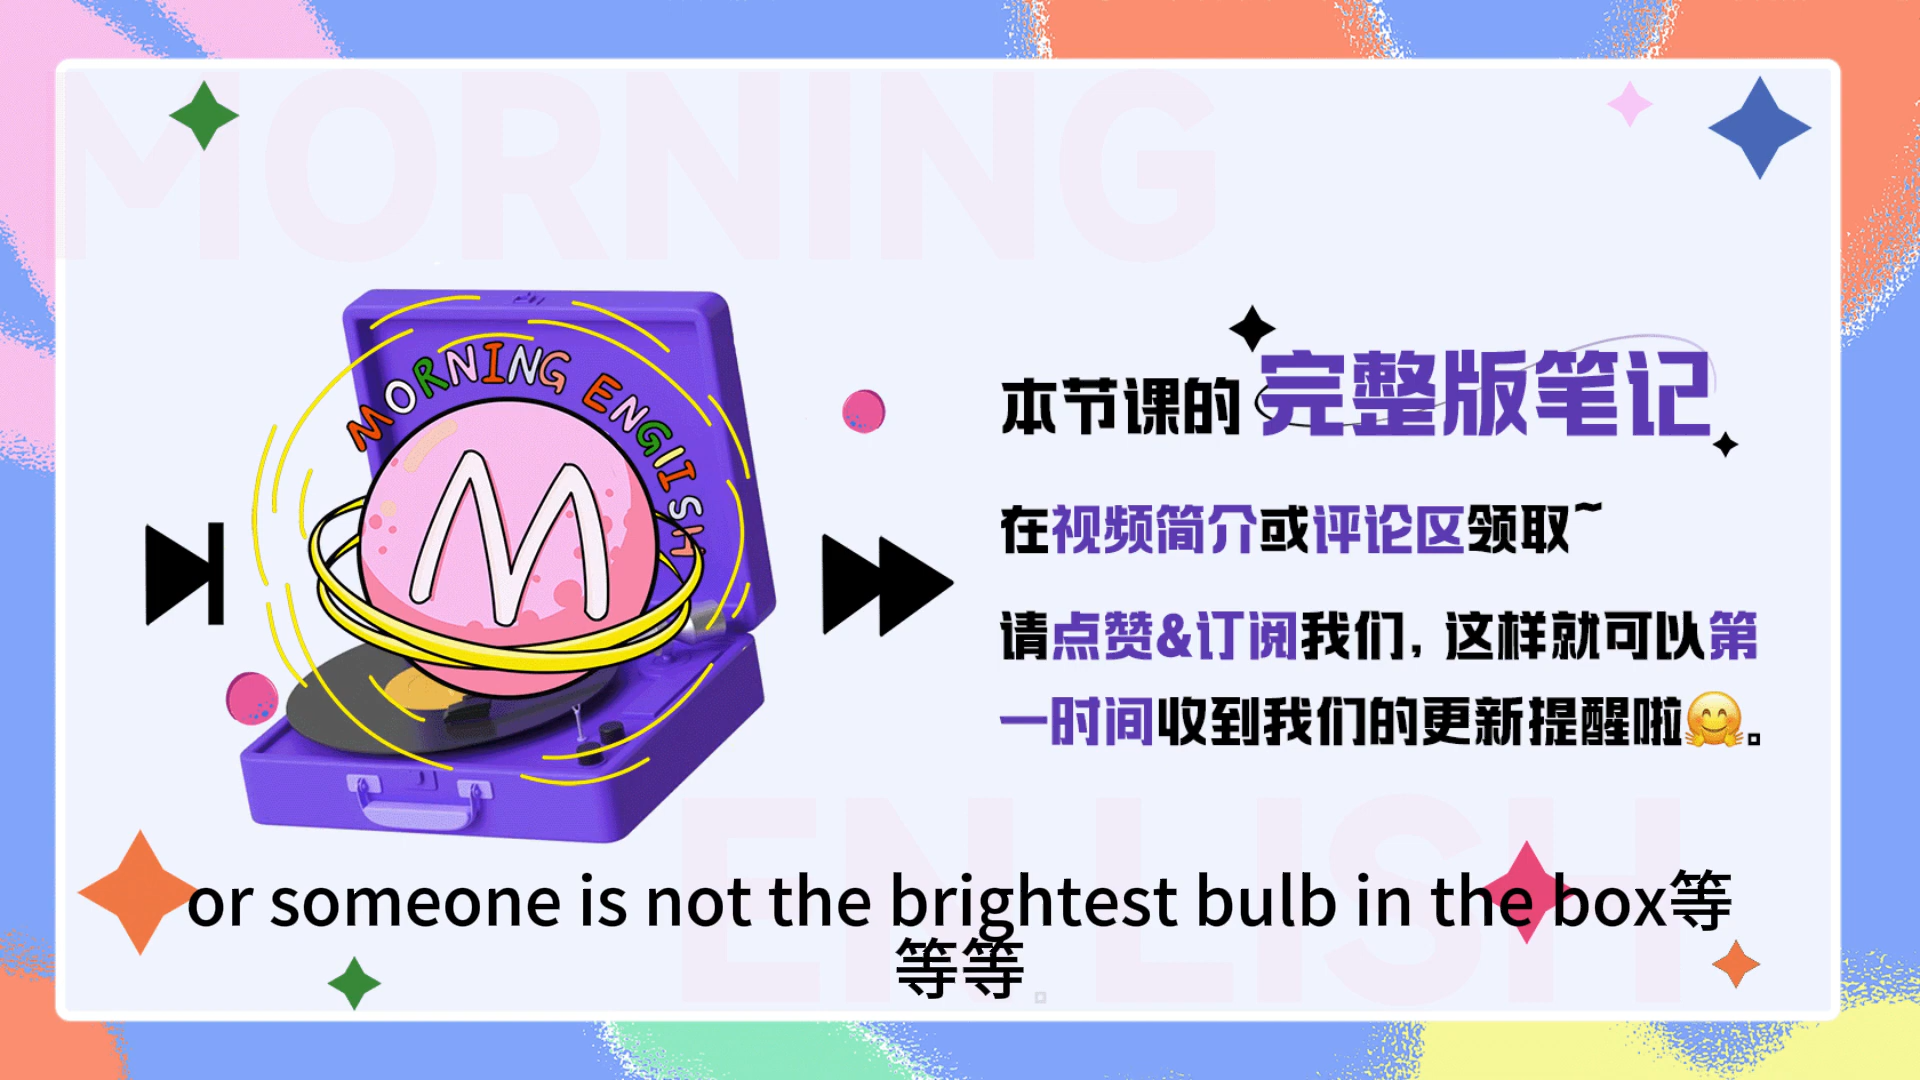 MORNING
MORNING ENGlISH
M
本节课的 完整版笔记
在视频简介或评论区领取~
请点赞&订阅我们，这样就可以第
一时间收到我们的更新提醒啦🤗。
EN LISH
or someone is not the brightest bulb in the box等
等等。